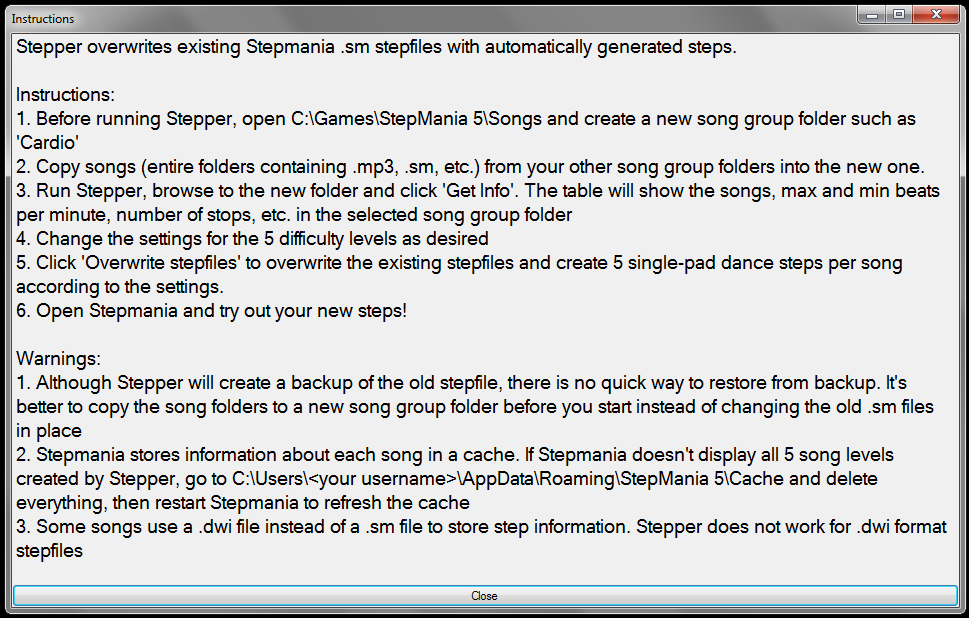 Instructions
Stepper overwrites existing Stepmania .sm stepfiles with automatically generated steps.
Instructions:
1. Before running Stepper, open C:\Games\StepMania 5\Songs and create a new song group folder such as
'Cardio'
2. Copy songs (entire folders containing .mp3, .sm, etc.) from your other song group folders into the new one.
3. Run Stepper, browse to the new folder and click 'Get Info'. The table will show the songs, max and min beats
per minute, number of stops, etc. in the selected song group folder
4. Change the settings for the 5 difficulty levels as desired
5. Click 'Overwrite stepfiles' to overwrite the existing stepfiles and create 5 single-pad dance steps per song
according to the settings.
6. Open Stepmania and try out your new steps!
Warnings:
1. Although Stepper will create a backup of the old stepfile, there is no quick way to restore from backup. It's
better to copy the song folders to a new song group folder before you start instead of changing the old .sm files
in place
2. Stepmania stores information about each song in a cache. If Stepmania doesn't display all 5 song levels
created by Stepper, go to C:\Users\<your username>\AppData\Roaming\StepMania 5\Cache and delete
everything, then restart Stepmania to refresh the cache
3. Some songs use a .dwi file instead of a .sm file to store step information. Stepper does not work for .dwi format
stepfiles
Close